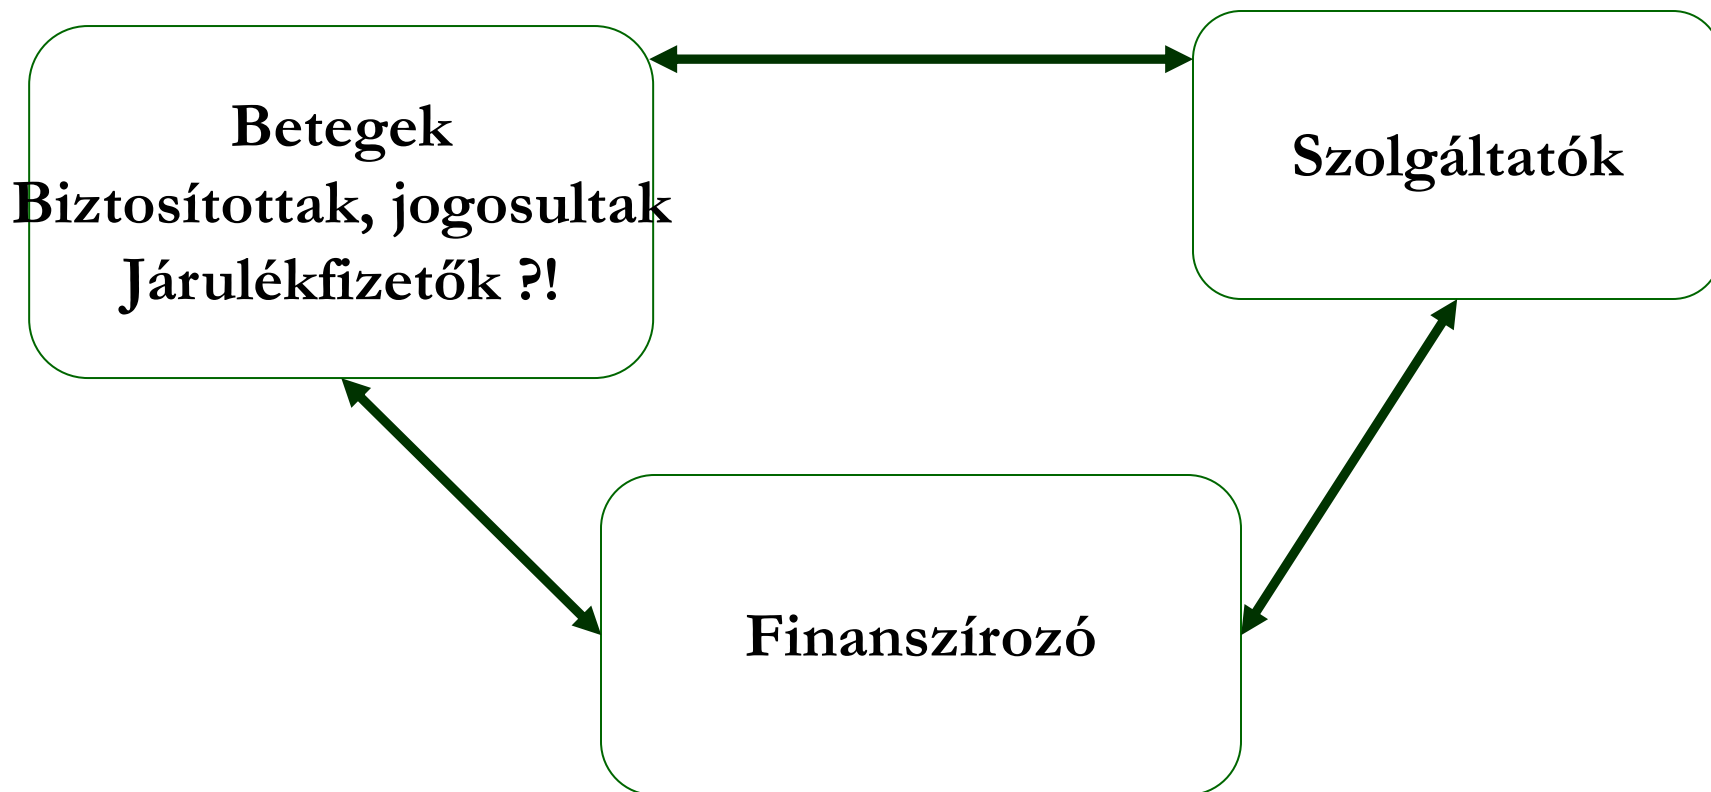 Betegek
Biztosítottak, jogosultak
Járulékfizetők ?!
Szolgáltatók
Finanszírozó